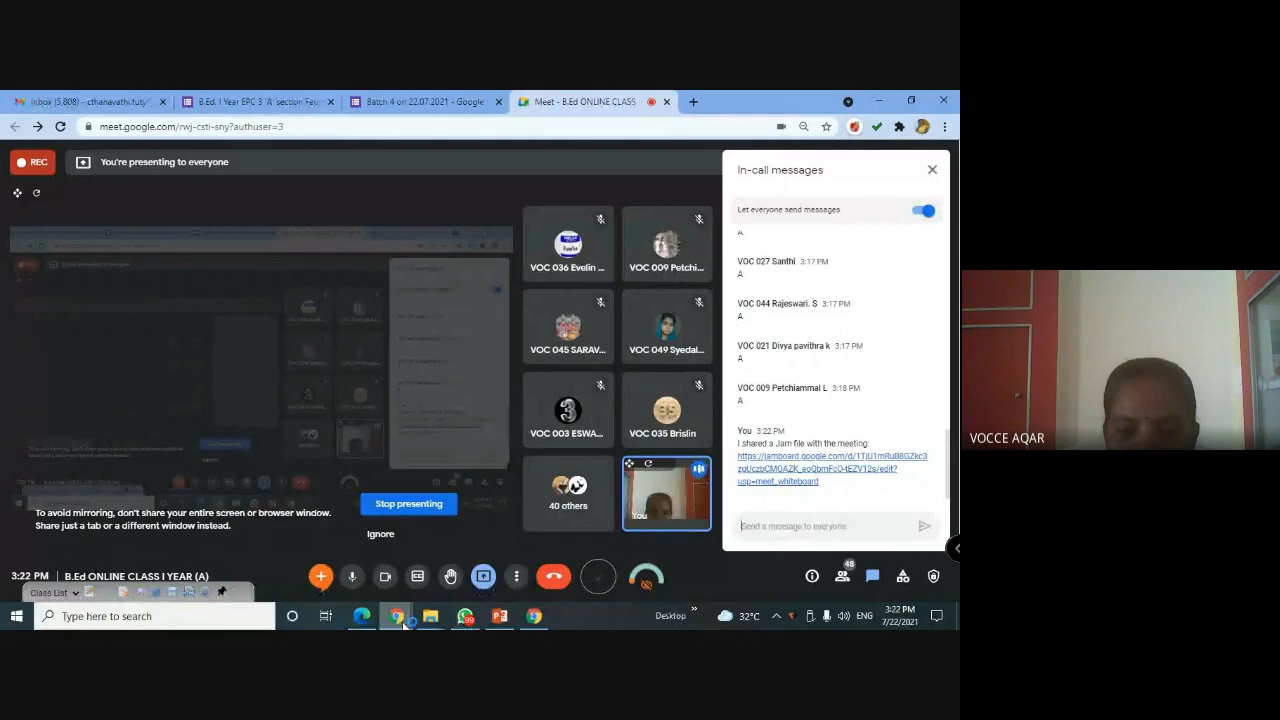 Inbox (5,808) - cthanavathi.tuty
B.Ed. I Year EPC 3 'A' section Fee
Batch 4 on 22.07.2021 - Google
Meet - B.Ed ONLINE CLASS
meet.google.com/rwj-csti-sny?authuser=3
REC
You're presenting to everyone
In-call messages
Let everyone send messages
A
VOC 027 Santhi 3:17 PM
A
VOC 044 Rajeswari. S 3:17 PM
A
VOC 021 Divya pavithra k 3:17 PM
A
VOC 009 Petchiammal L 3:18 PM
A
You 3:22 PM
I shared a Jam file with the meeting:
usp=meet_whiteboard
Send a message to everyone
VOC 036 Evelin ...
VOC 009 Petchi...
VOC 045 SARAV...
VOC 049 Syedal...
VOC 003 ESWA...
VOC 035 Brislin
40 others
You
To avoid mirroring, don't share your entire screen or browser window.
Share just a tab or a different window instead.
Stop presenting
Ignore
3:22 PM | B.Ed ONLINE CLASS I YEAR (A)
48
Class List
Type here to search
99
Desktop
32°C
ENG
3:22 PM
7/22/2021
VOCCE AQAR